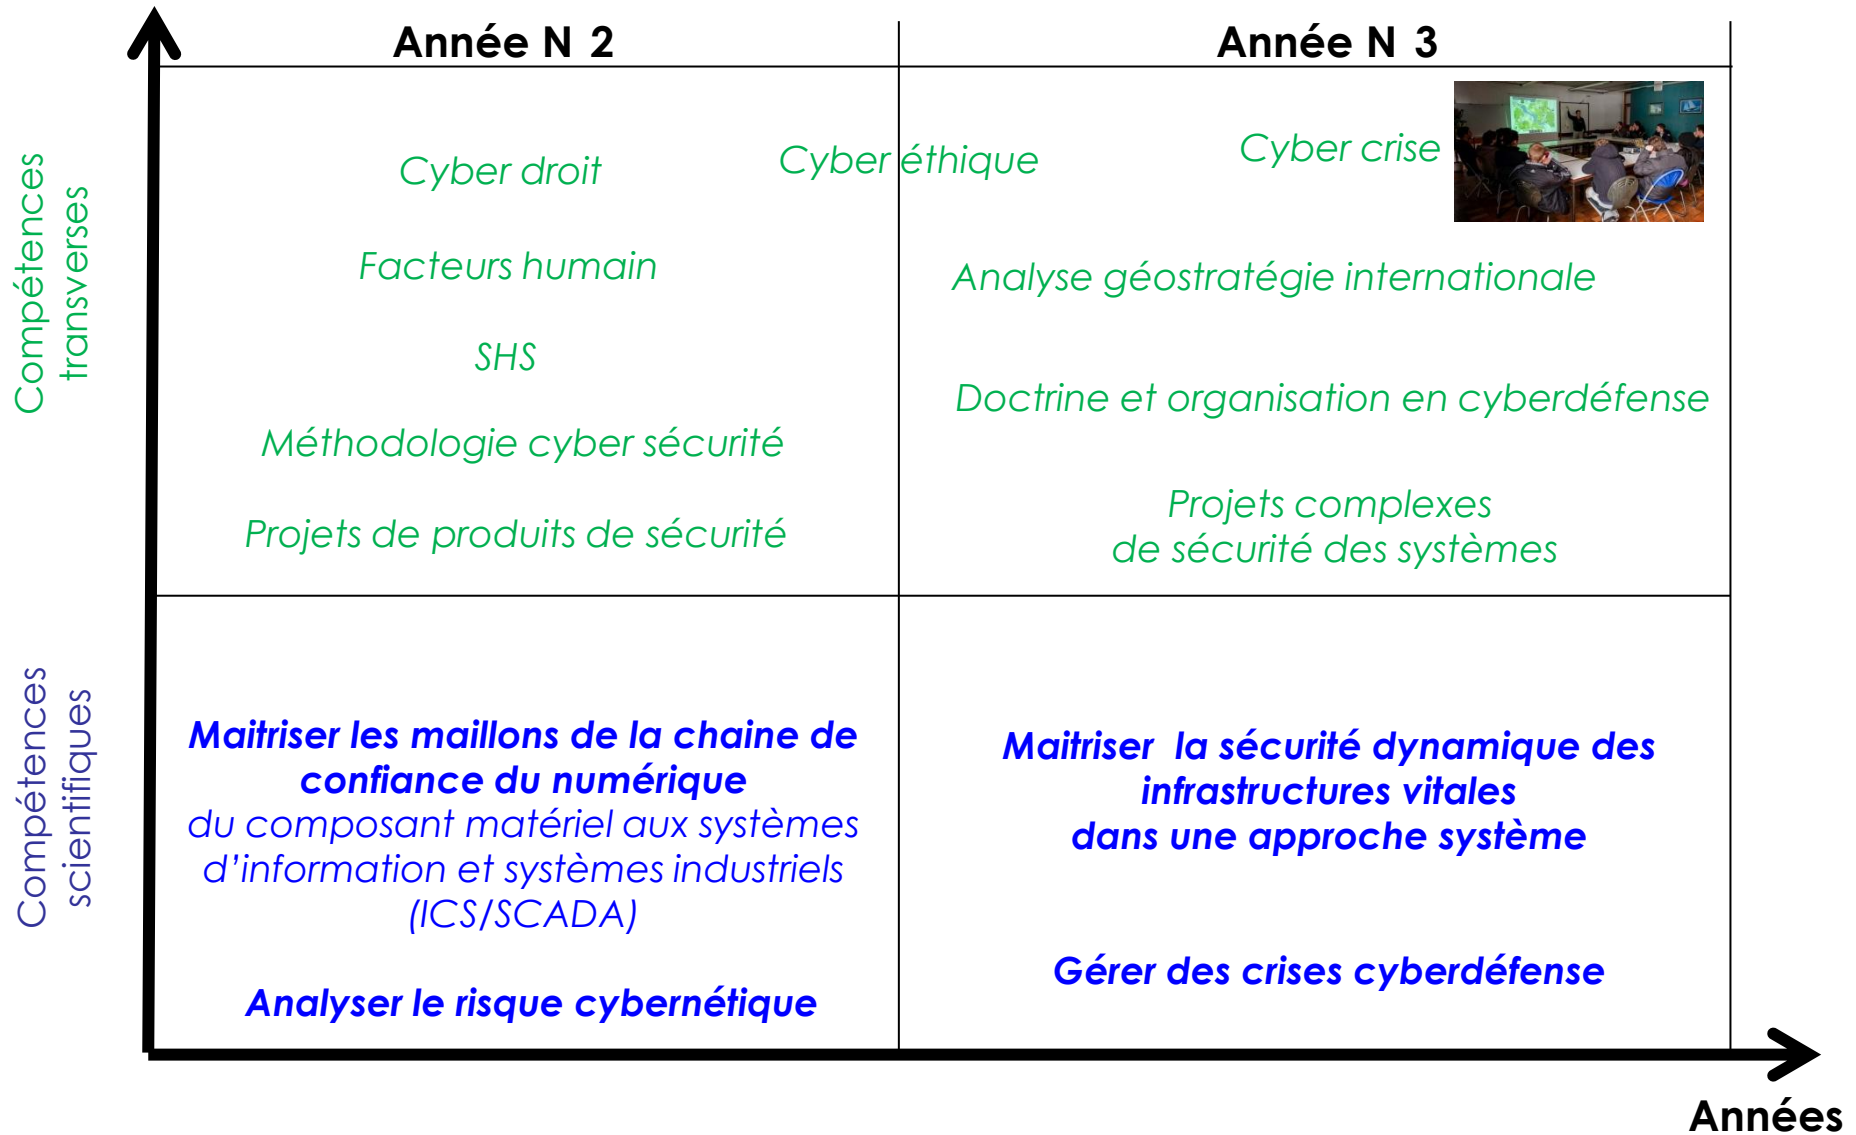 Année N 2
Année N 3
Compétences
transverses
Cyber droit
Cyber éthique
Cyber crise
Facteurs humain
Analyse géostratégie internationale
SHS
Doctrine et organisation en cyberdéfense
Méthodologie cyber sécurité
Projets de produits de sécurité
Projets complexes
de sécurité des systèmes
Compétences
scientifiques
Maitriser les maillons de la chaine de
confiance du numérique
du composant matériel aux systèmes
d’information et systèmes industriels
(ICS/SCADA)
Analyser le risque cybernétique
Maitriser la sécurité dynamique des
infrastructures vitales
dans une approche système
Gérer des crises cyberdéfense
Années